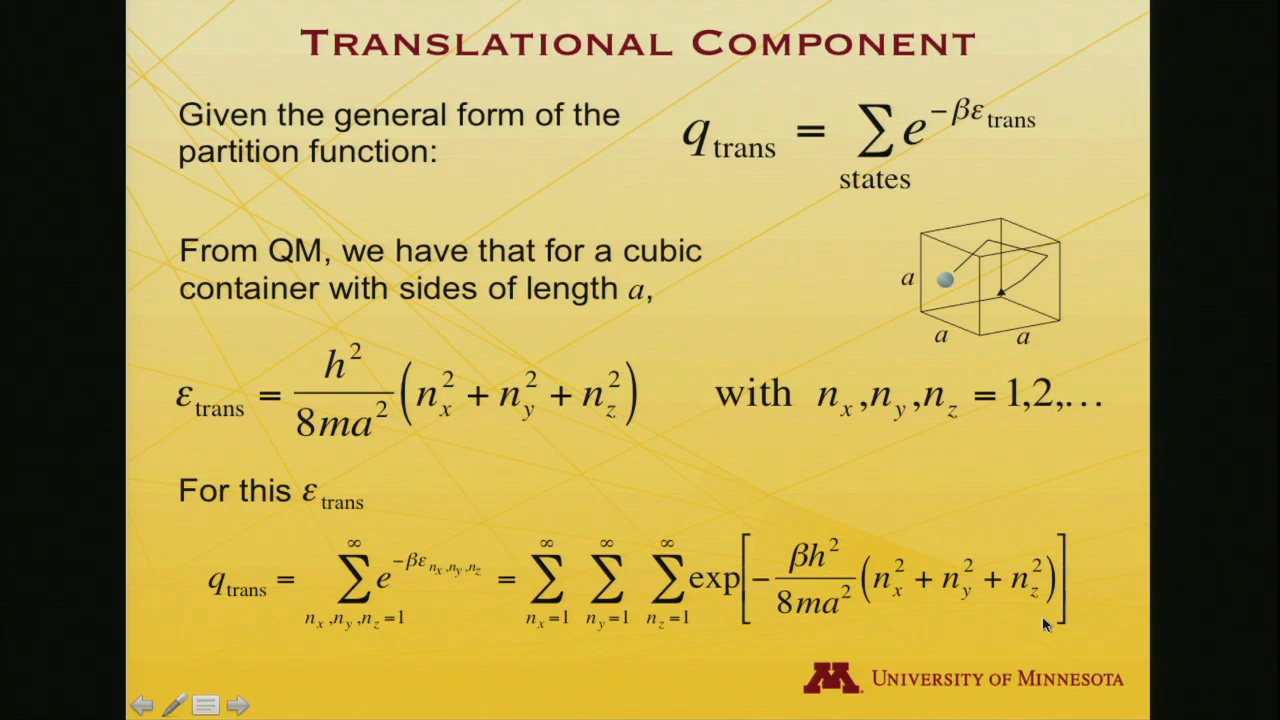 TRANSLATIONAL COMPONENT
Given the general form of the
partition function:
q_trans = ∑_states e^{−βε_trans}
From QM, we have that for a cubic
container with sides of length a,
a
a a
ε_trans = h²/8ma² (n_x² + n_y² + n_z²) with n_x, n_y, n_z = 1,2,…
For this ε_trans
q_trans = ∑_{n_x,n_y,n_z=1}^∞ e^{−βε_{n_x,n_y,n_z}} = ∑_{n_x=1}^∞ ∑_{n_y=1}^∞ ∑_{n_z=1}^∞ exp[−βh²/8ma² (n_x² + n_y² + n_z²)]
M UNIVERSITY OF MINNESOTA